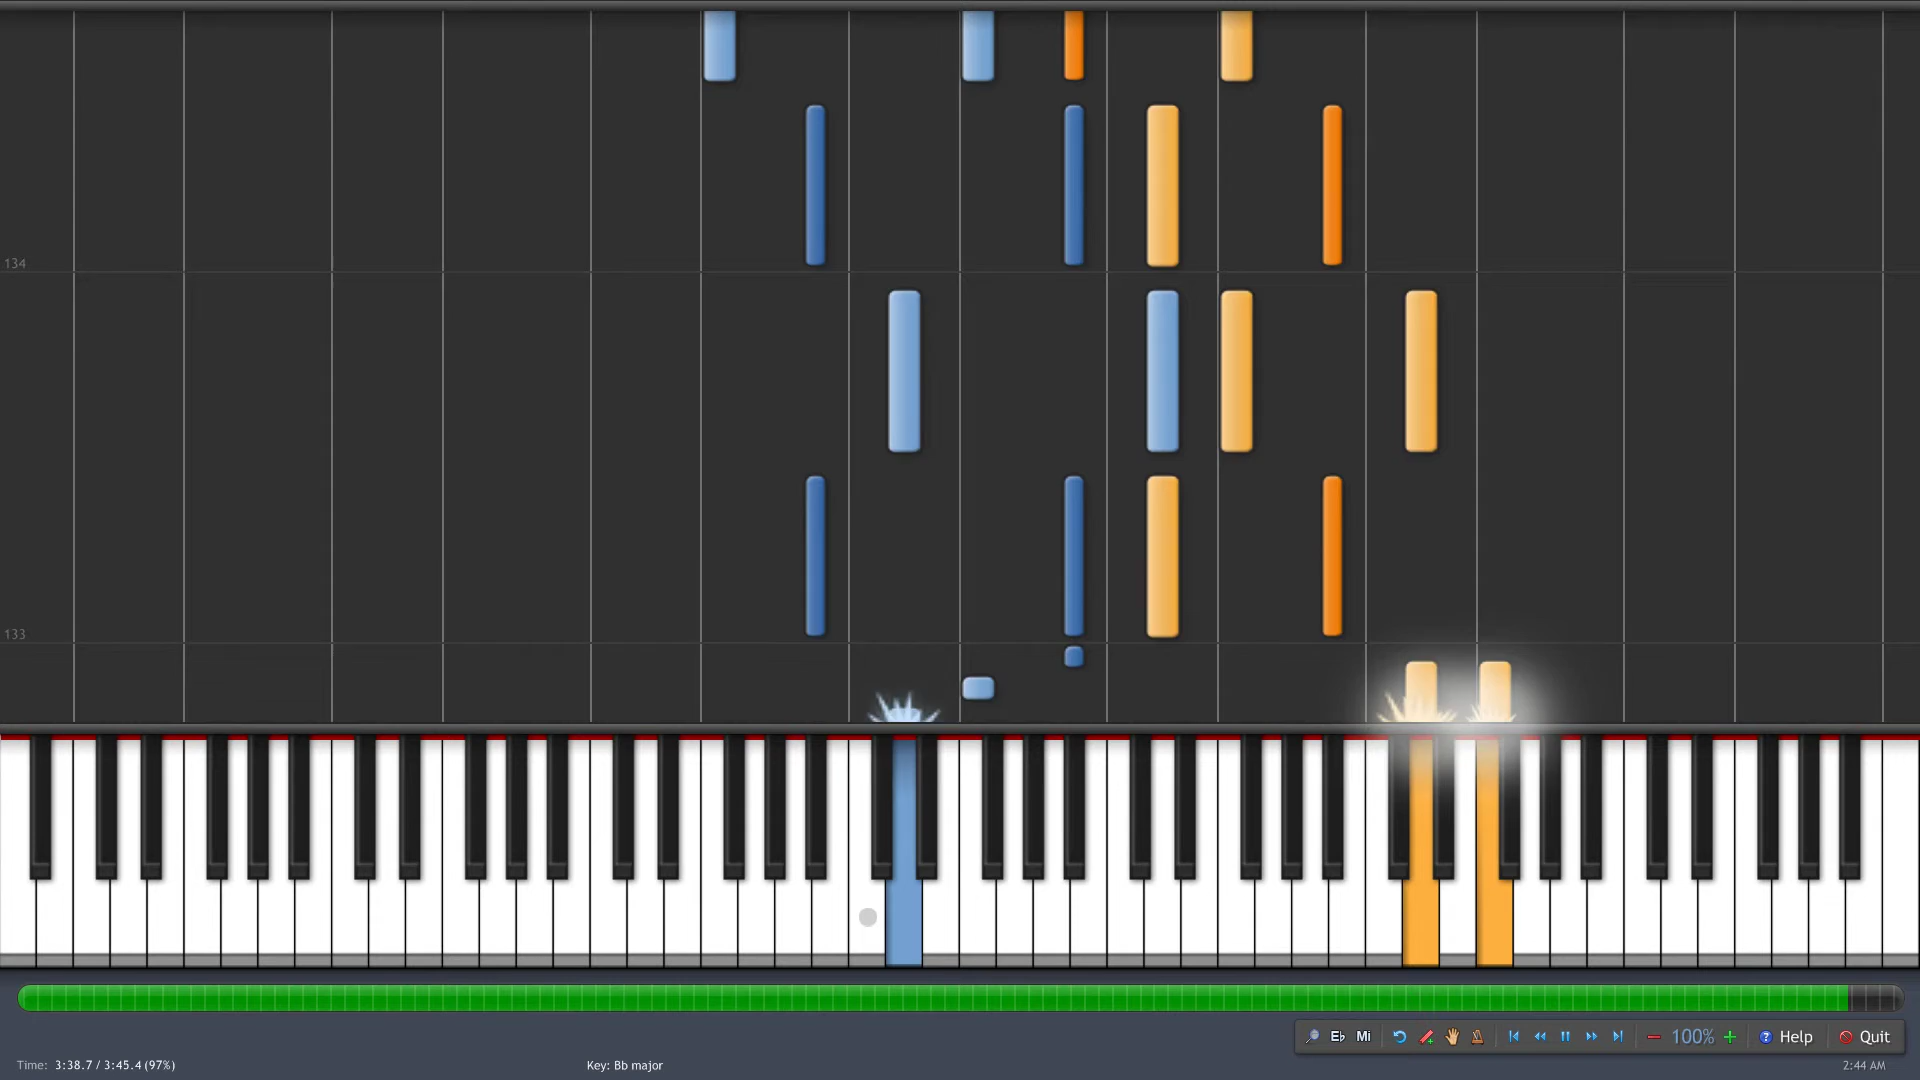 134
133
Eb Mi 100% Help Quit
Time: 3:38.7 / 3:45.4 (97%)
Key: Bb major
2:44 AM